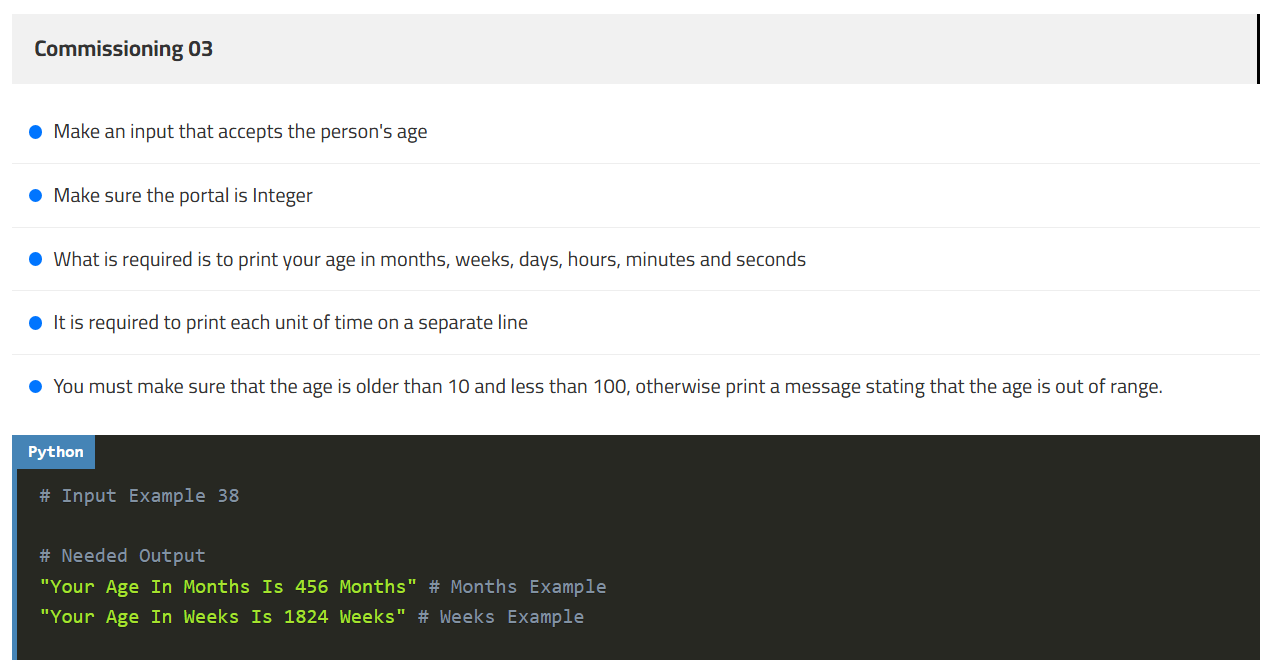 Commissioning 03
Make an input that accepts the person's age
Make sure the portal is Integer
What is required is to print your age in months, weeks, days, hours, minutes and seconds
It is required to print each unit of time on a separate line
You must make sure that the age is older than 10 and less than 100, otherwise print a message stating that the age is out of range.
Python
# Input Example 38
# Needed Output
"Your Age In Months Is 456 Months" # Months Example
"Your Age In Weeks Is 1824 Weeks" # Weeks Example